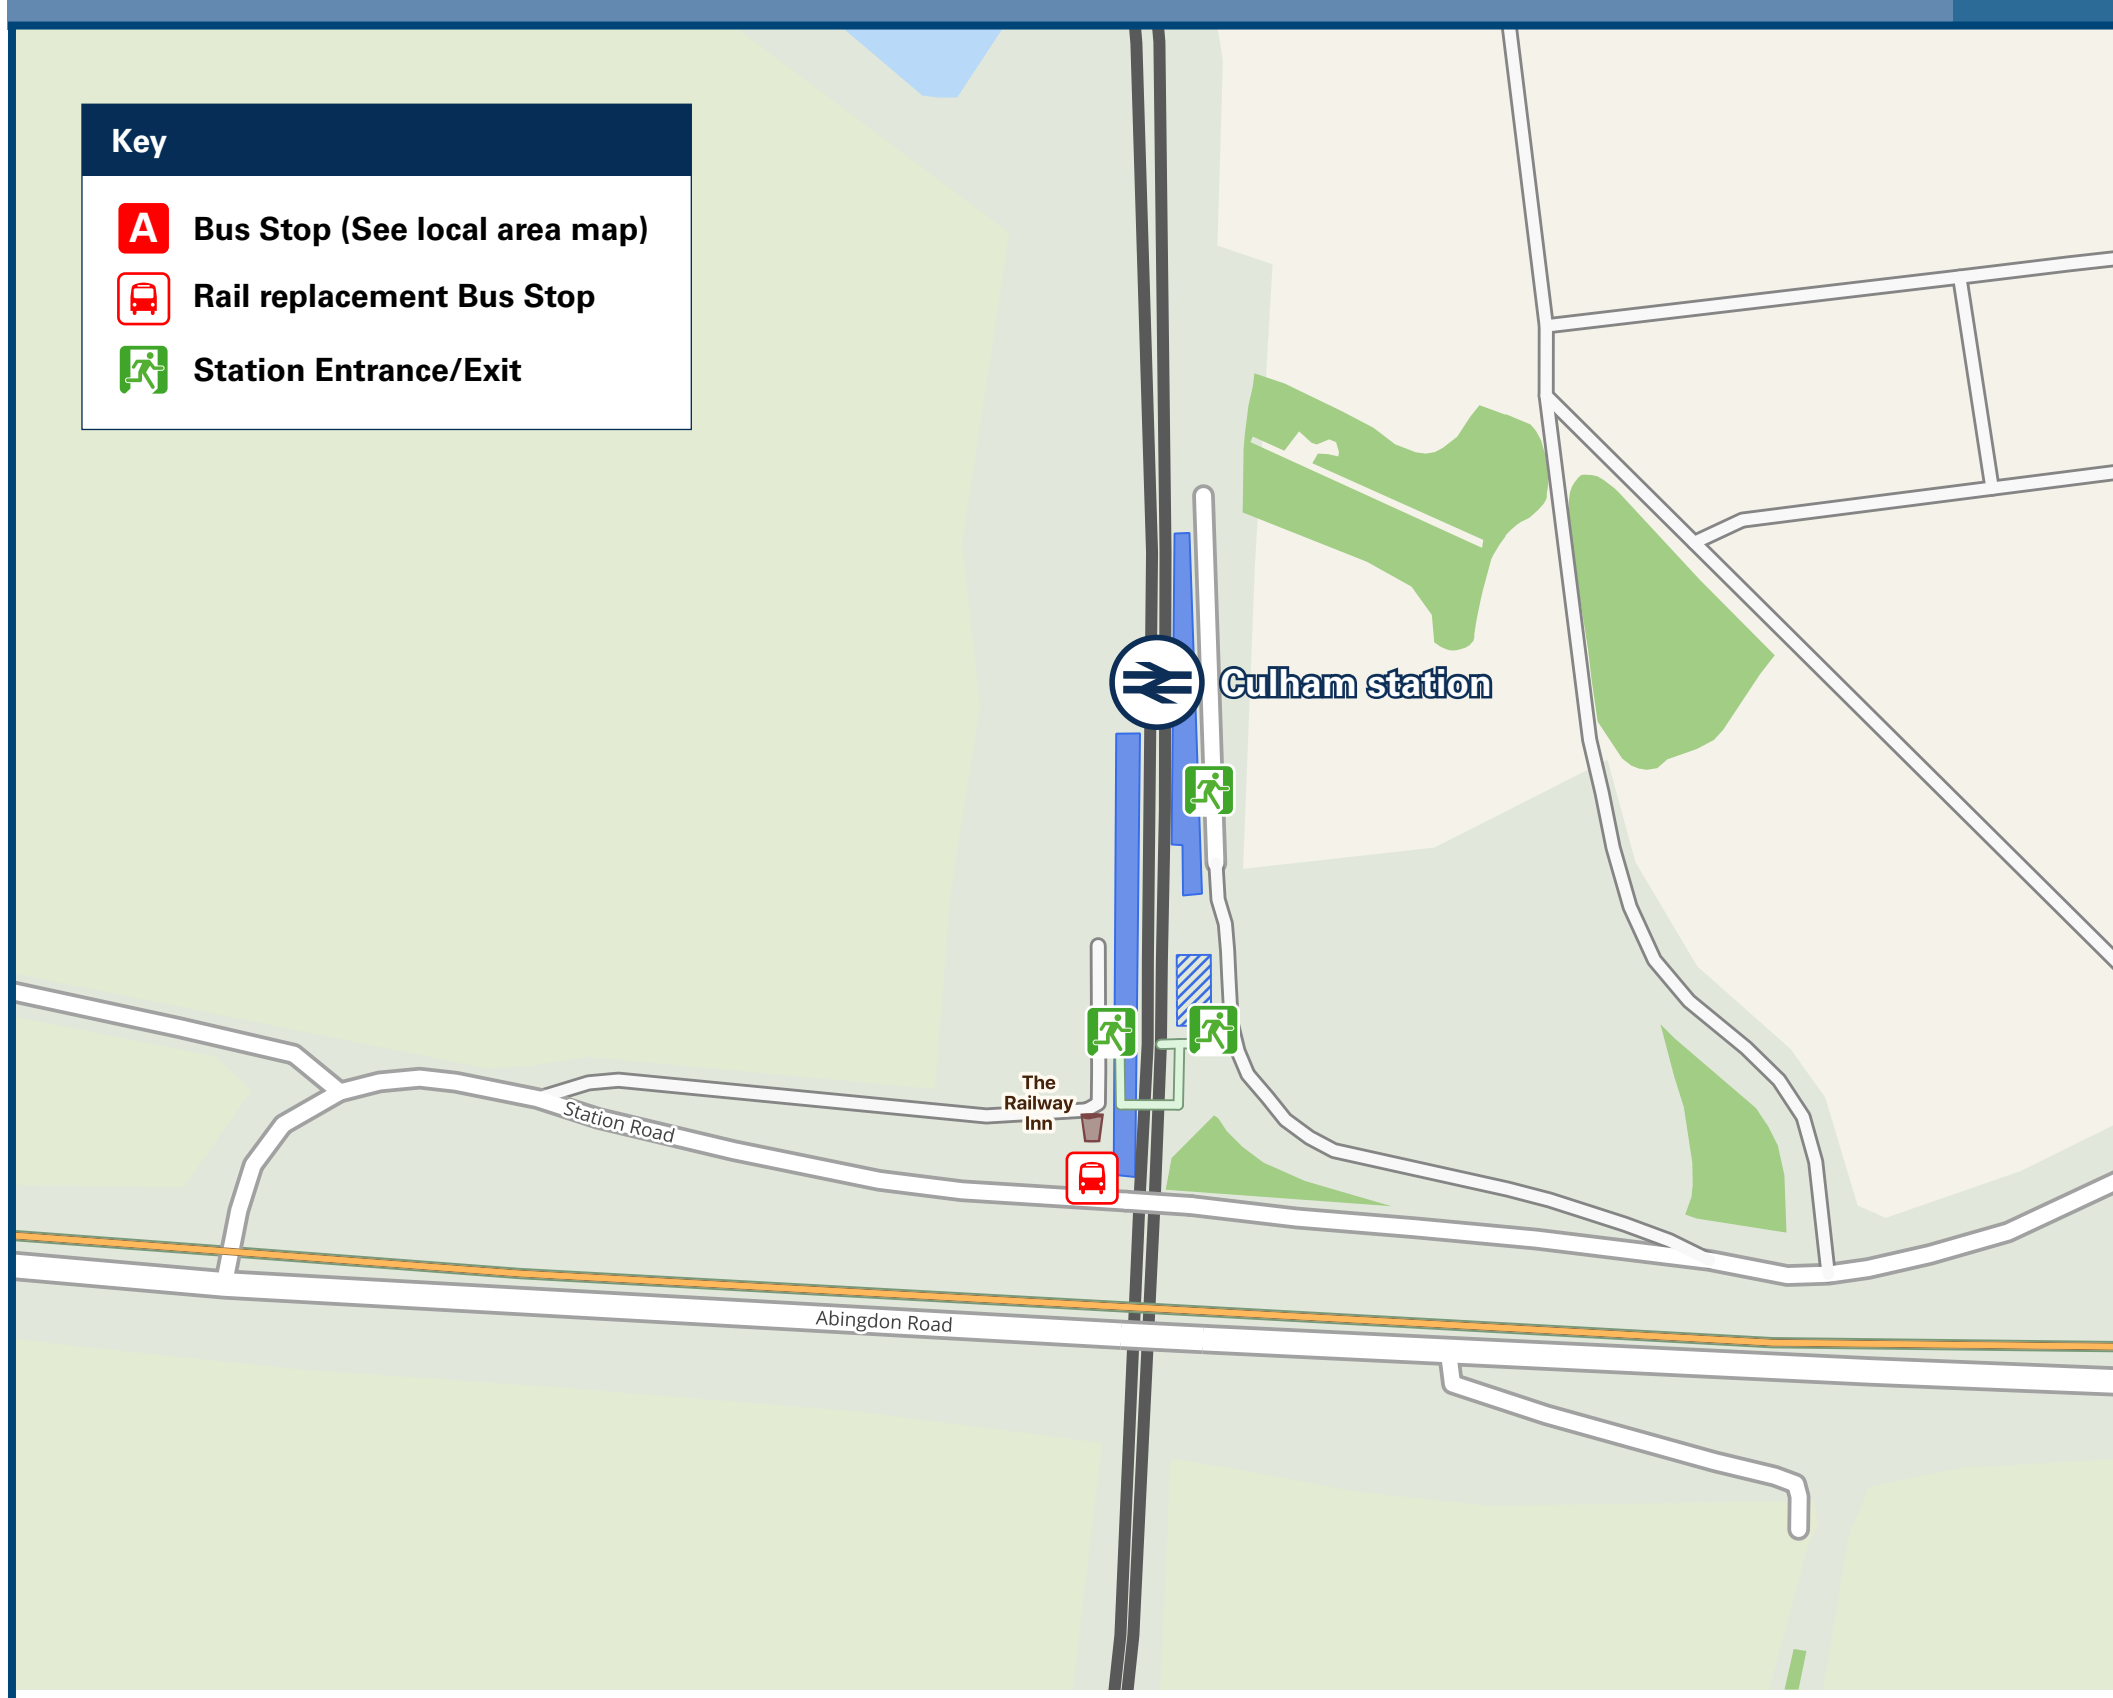 Key
A
Bus Stop (See local area map)
Rail replacement Bus Stop
Station Entrance/Exit
Culham station
The
Railway
Inn
Station Road
Abingdon Road